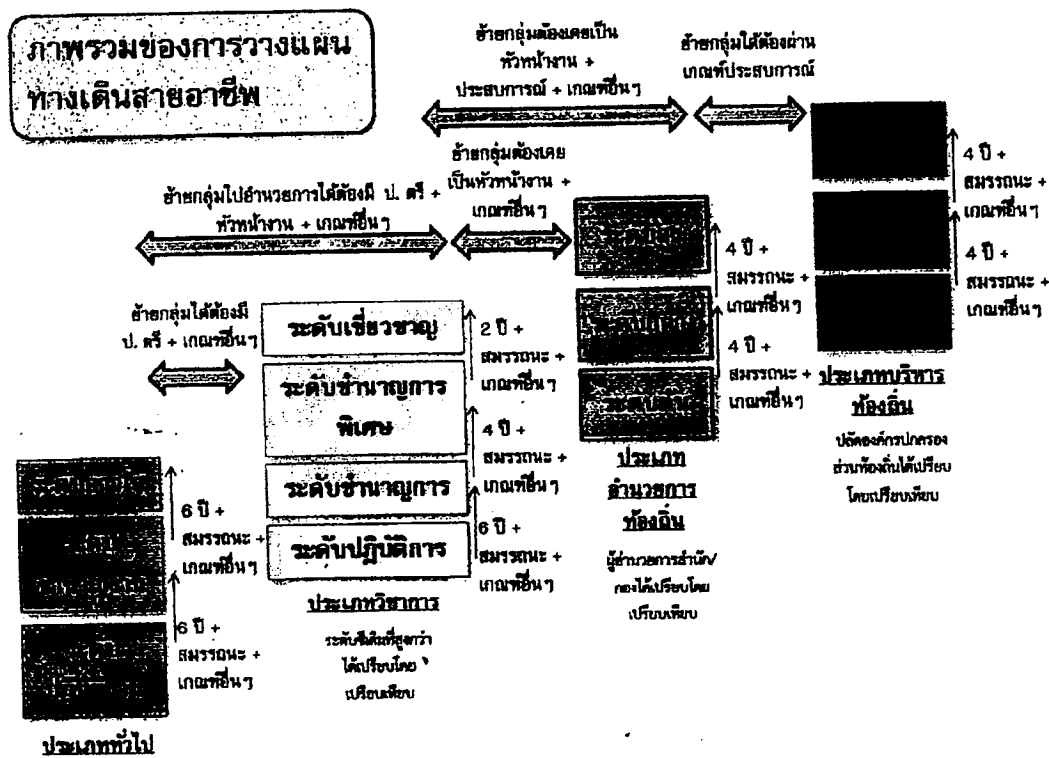 ภาพรวมของการวางแผน
ทางเดินสายอาชีพ
ย้ายกลุ่มต้องเคยเป็น
หัวหน้างาน +
ประสบการณ์ + เกณฑ์อื่นๆ
ย้ายกลุ่มได้ต้องผ่าน
เกณฑ์ประสบการณ์
ย้ายกลุ่มต้องเคย
เป็นหัวหน้างาน +
เกณฑ์อื่นๆ
ย้ายกลุ่มไปอำนวยการได้ต้องมี ป. ตรี +
หัวหน้างาน + เกณฑ์อื่นๆ
ย้ายกลุ่มได้ต้องมี
ป. ตรี + เกณฑ์อื่นๆ
4 ปี +
สมรรถนะ +
เกณฑ์อื่นๆ
4 ปี +
สมรรถนะ +
เกณฑ์อื่นๆ
ประเภทบริหาร
ท้องถิ่น
ปลัดองค์กรปกครอง
ส่วนท้องถิ่นได้เปรียบ
โดยเปรียบเทียบ
4 ปี +
สมรรถนะ +
เกณฑ์อื่นๆ
4 ปี +
สมรรถนะ +
เกณฑ์อื่นๆ
ประเภท
อำนวยการ
ท้องถิ่น
ผู้อำนวยการสำนัก/
กองได้เปรียบโดย
เปรียบเทียบ
ระดับเชี่ยวชาญ
ระดับชำนาญการ
พิเศษ
ระดับชำนาญการ
ระดับปฏิบัติการ
2 ปี +
สมรรถนะ +
เกณฑ์อื่นๆ
4 ปี +
สมรรถนะ +
เกณฑ์อื่นๆ
6 ปี +
สมรรถนะ +
เกณฑ์อื่นๆ
ประเภทวิชาการ
ระดับซีเดิมที่สูงกว่า
ได้เปรียบโดย
เปรียบเทียบ
6 ปี +
สมรรถนะ +
เกณฑ์อื่นๆ
6 ปี +
สมรรถนะ +
เกณฑ์อื่นๆ
ประเภททั่วไป